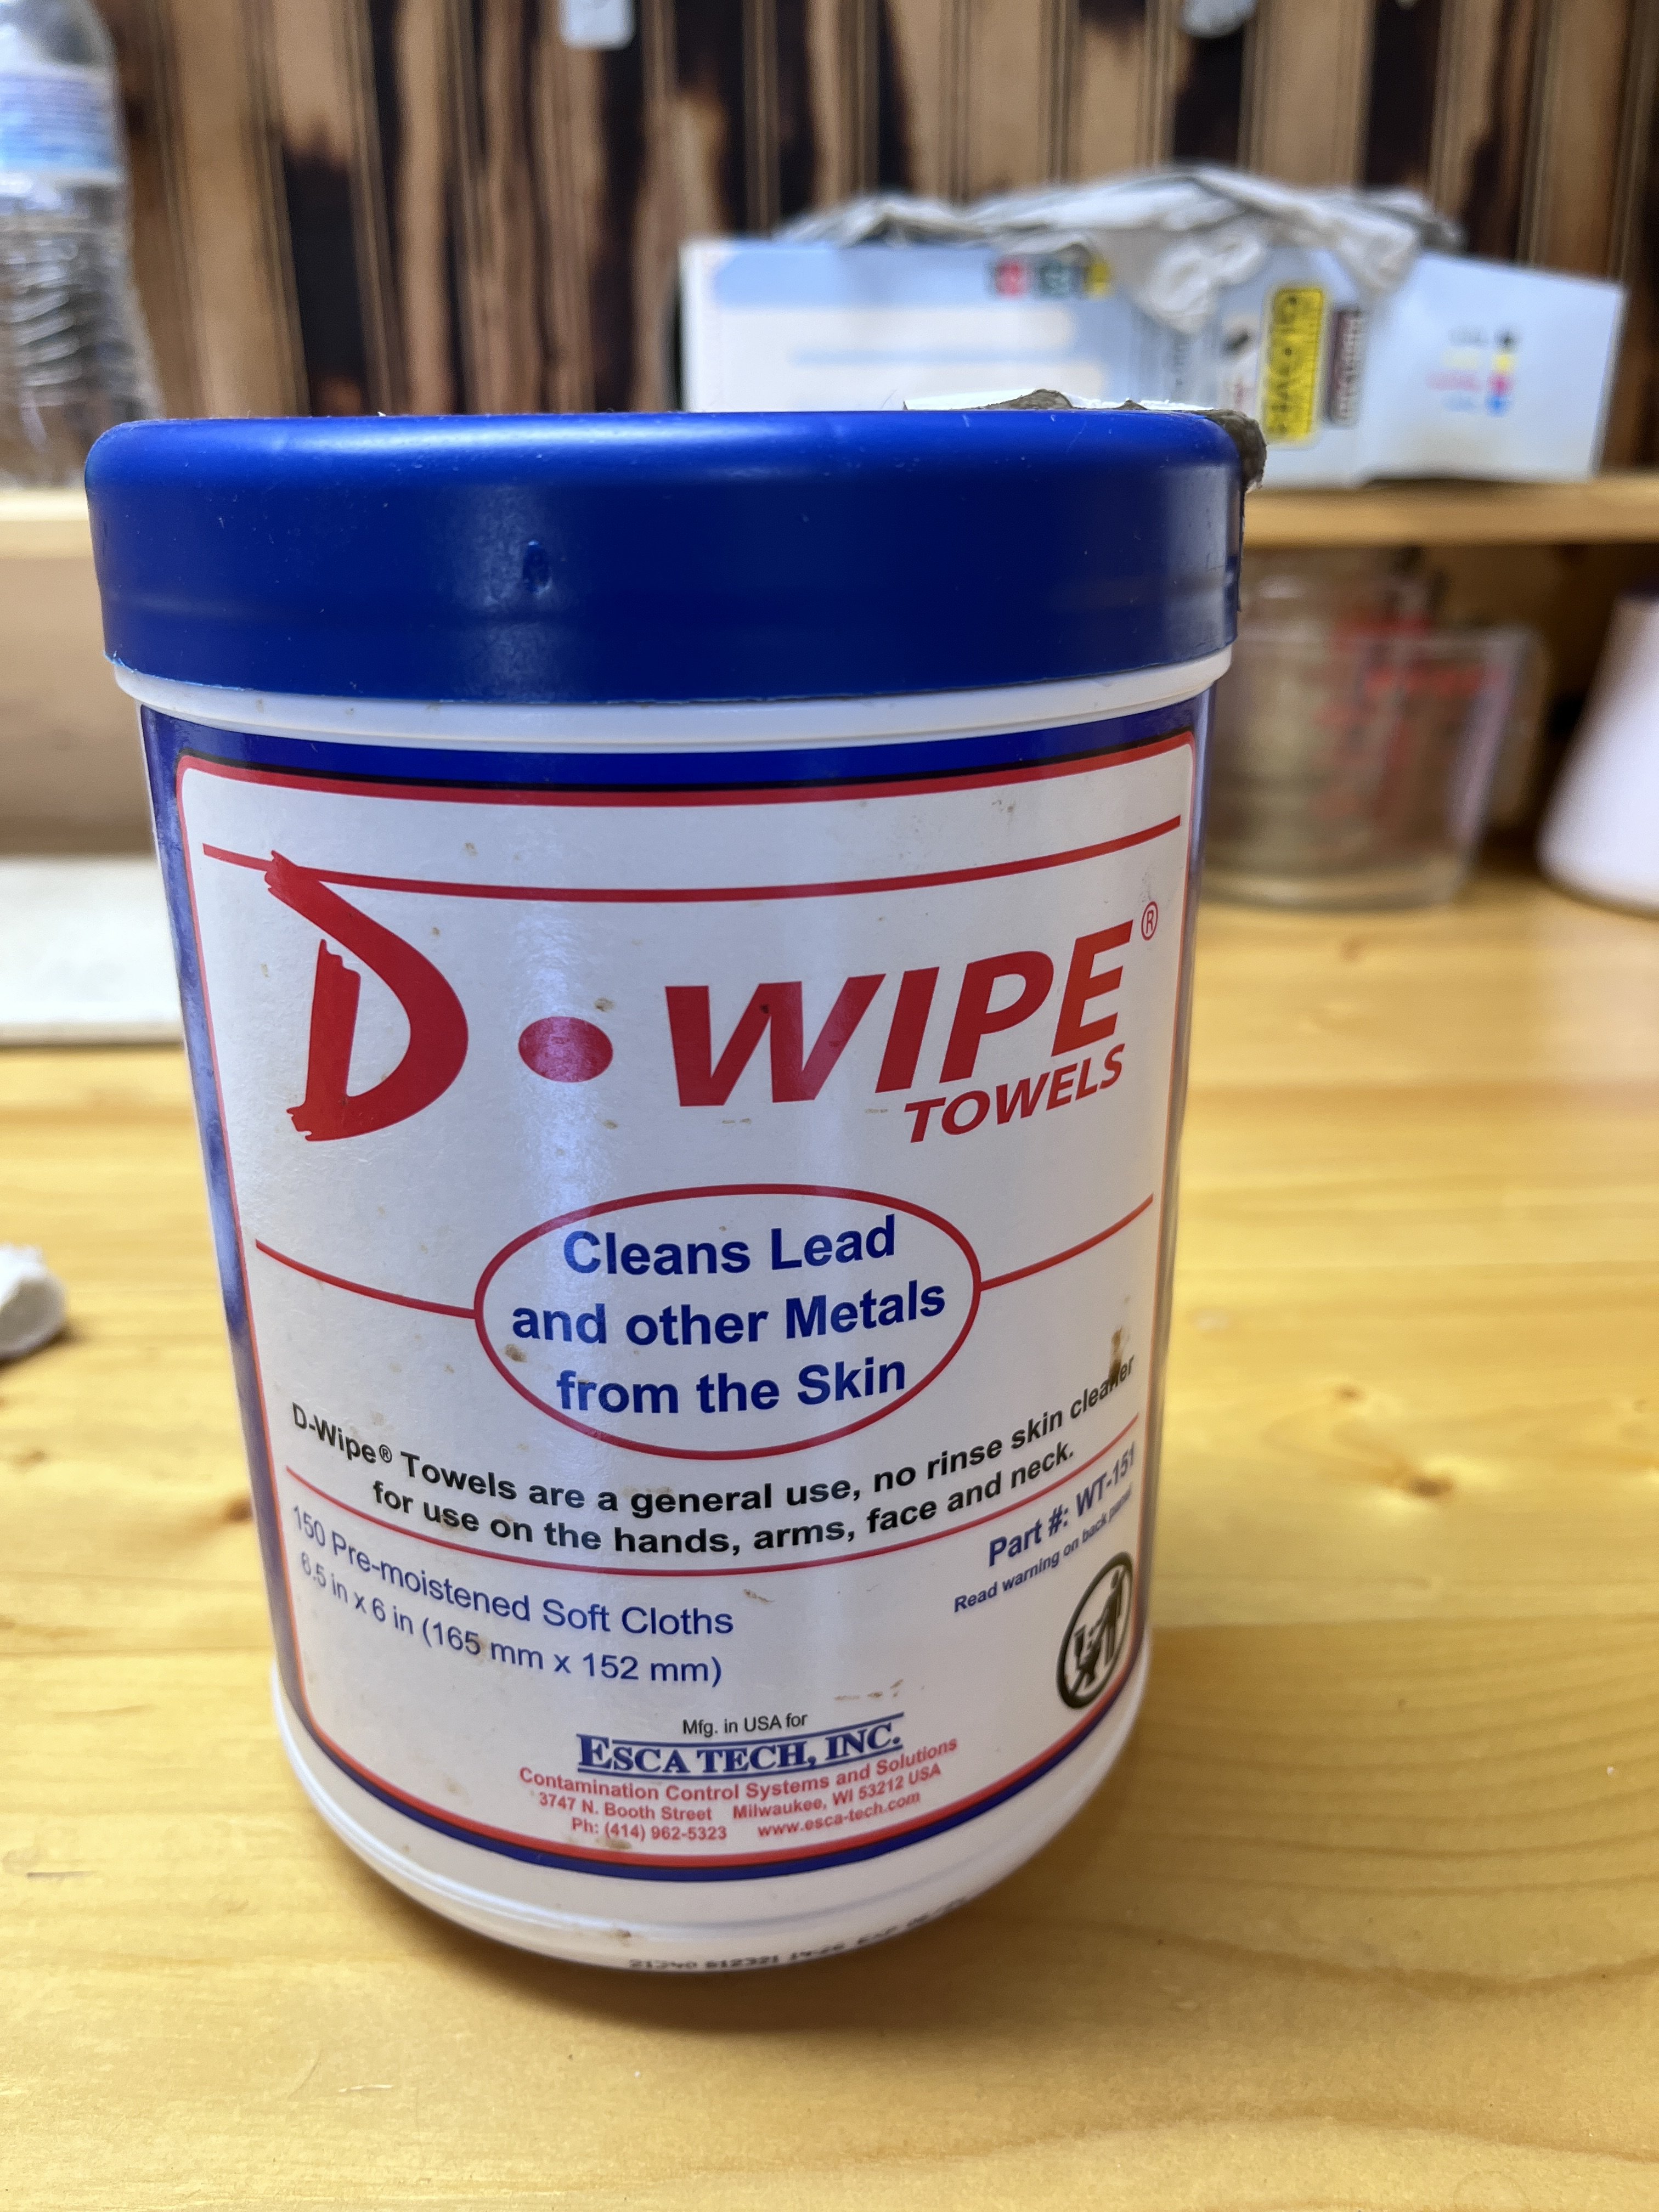 D•WIPE®
TOWELS
Cleans Lead
and other Metals
from the Skin
D-Wipe® Towels are a general use, no rinse skin cleaner
for use on the hands, arms, face and neck.
150 Pre-moistened Soft Cloths
6.5 in x 6 in (165 mm x 152 mm)
Part #: WT-151
Read warning on back panel
Mfg. in USA for
ESCA TECH, INC.
Contamination Control Systems and Solutions
3747 N. Booth Street Milwaukee, WI 53212 USA
Ph: (414) 962-5323 www.esca-tech.com